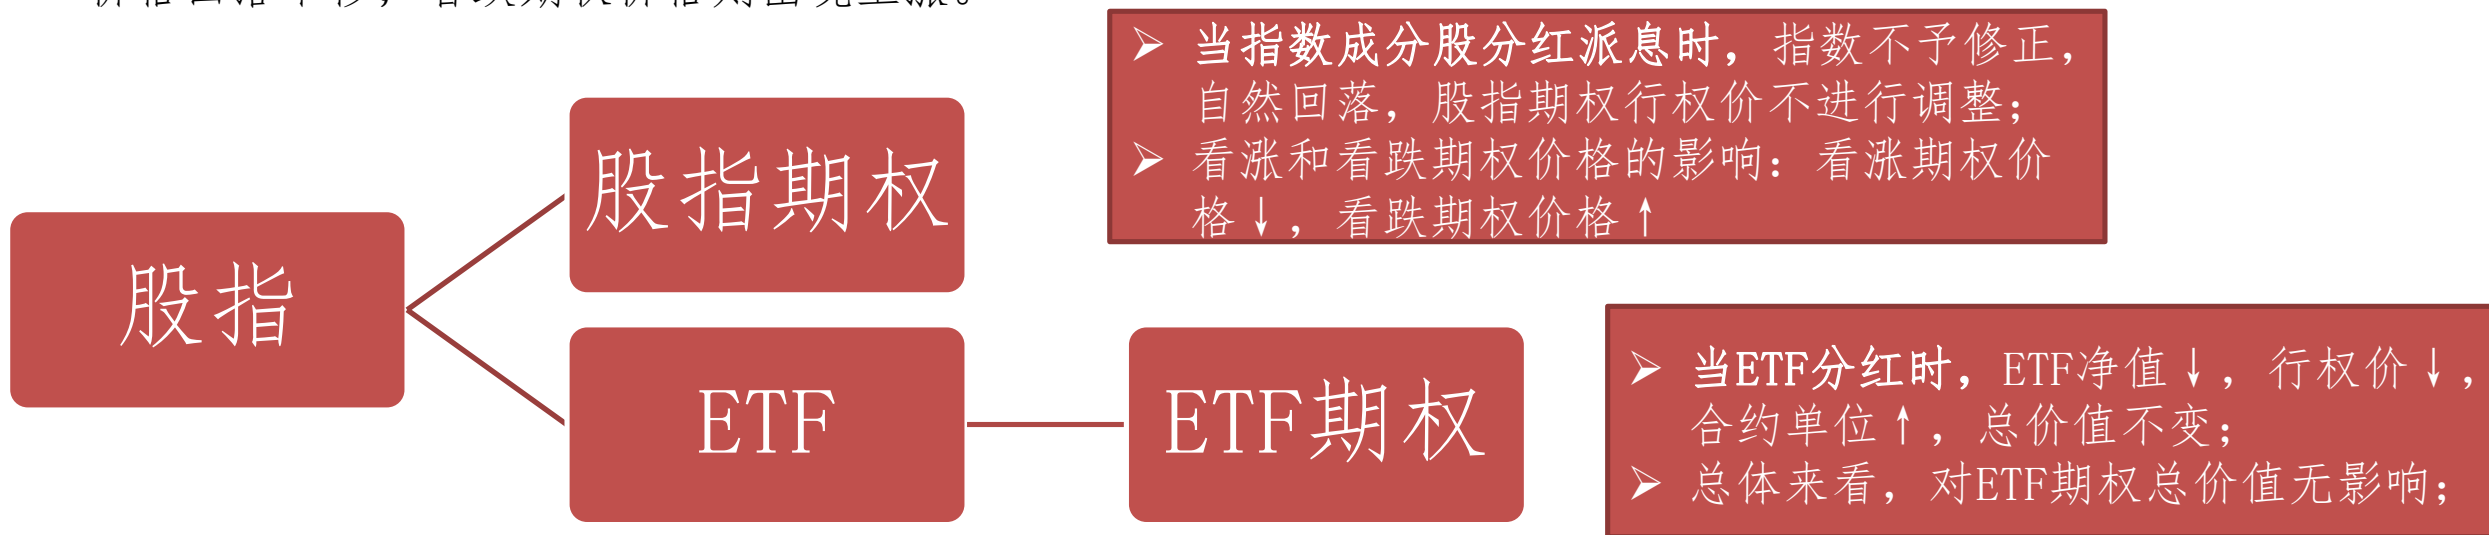 当指数成分股分红派息时，指数不予修正，
自然回落，股指期权行权价不进行调整；
看涨和看跌期权价格的影响：看涨期权价
格↓，看跌期权价格↑
股指期权
股指
ETF
ETF期权
当ETF分红时，ETF净值↓，行权价↓，
合约单位↑，总价值不变；
总体来看，对ETF期权总价值无影响；